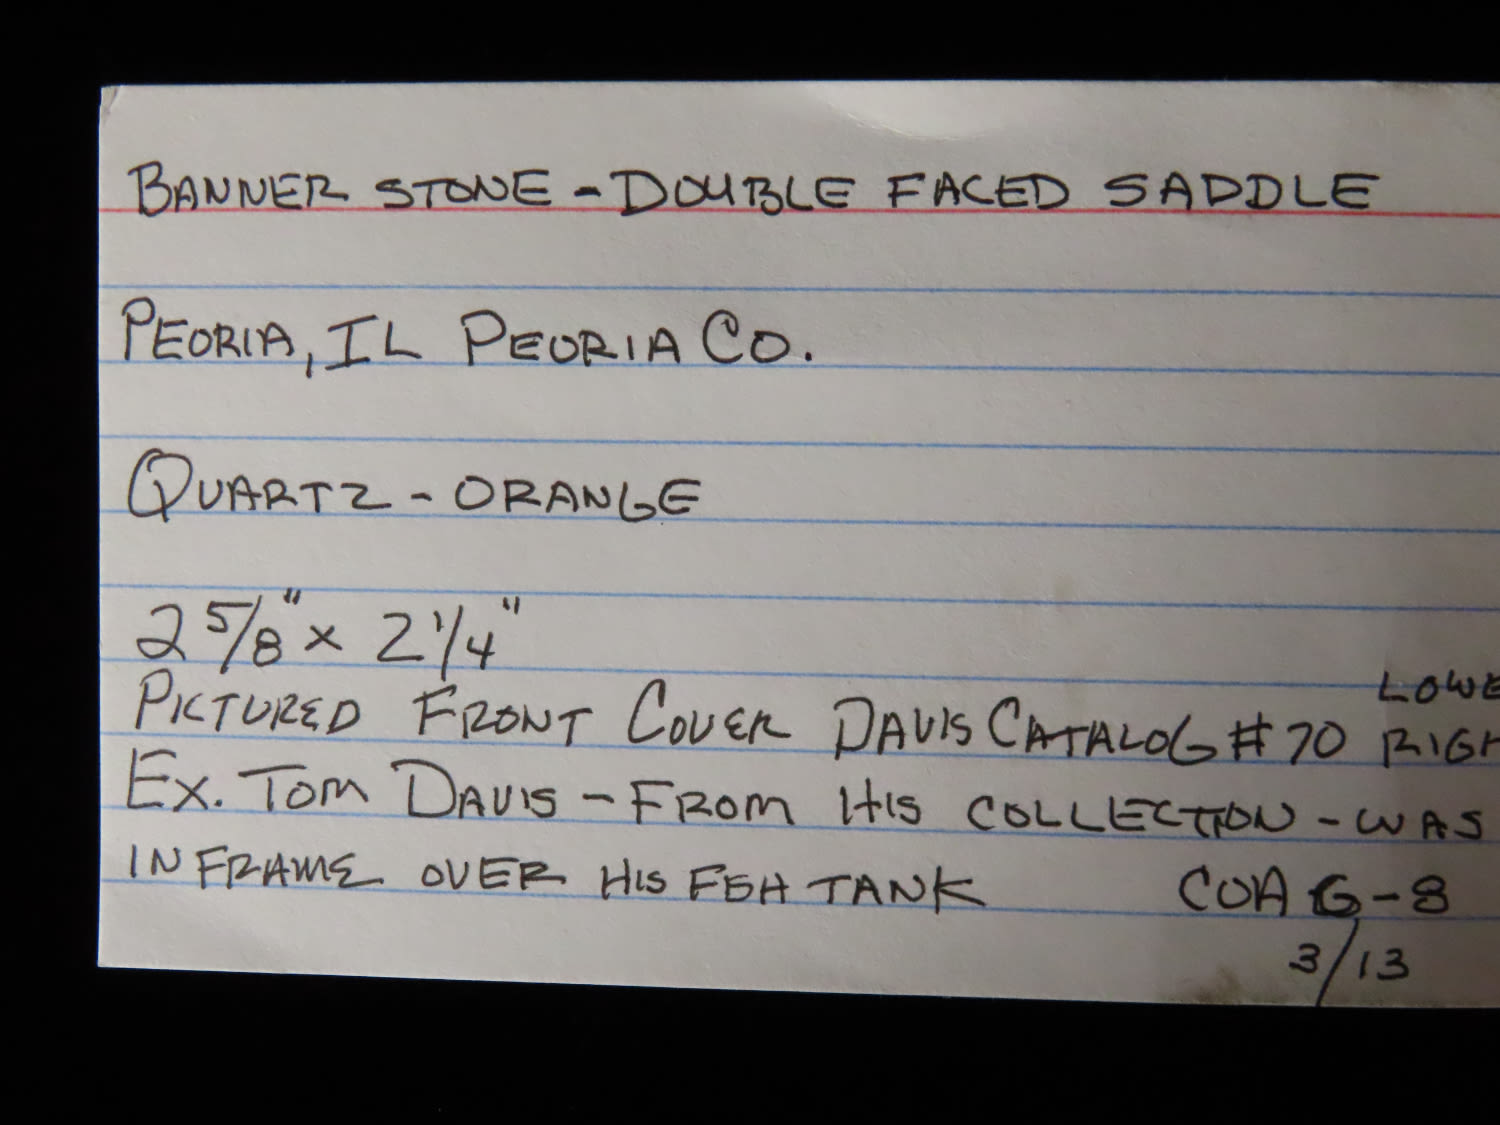 BANNER STONE - DOUBLE FACED SADDLE
PEORIA, IL PEORIA CO.
QUARTZ - ORANGE
2 5/8" x 2 1/4"
PICTURED FRONT COVER DAVIS CATALOG #70 LOWE
RIGH
EX. TOM DAVIS - FROM HIS COLLECTION - WAS
IN FRAME OVER HIS TANK COA G-8
3/13